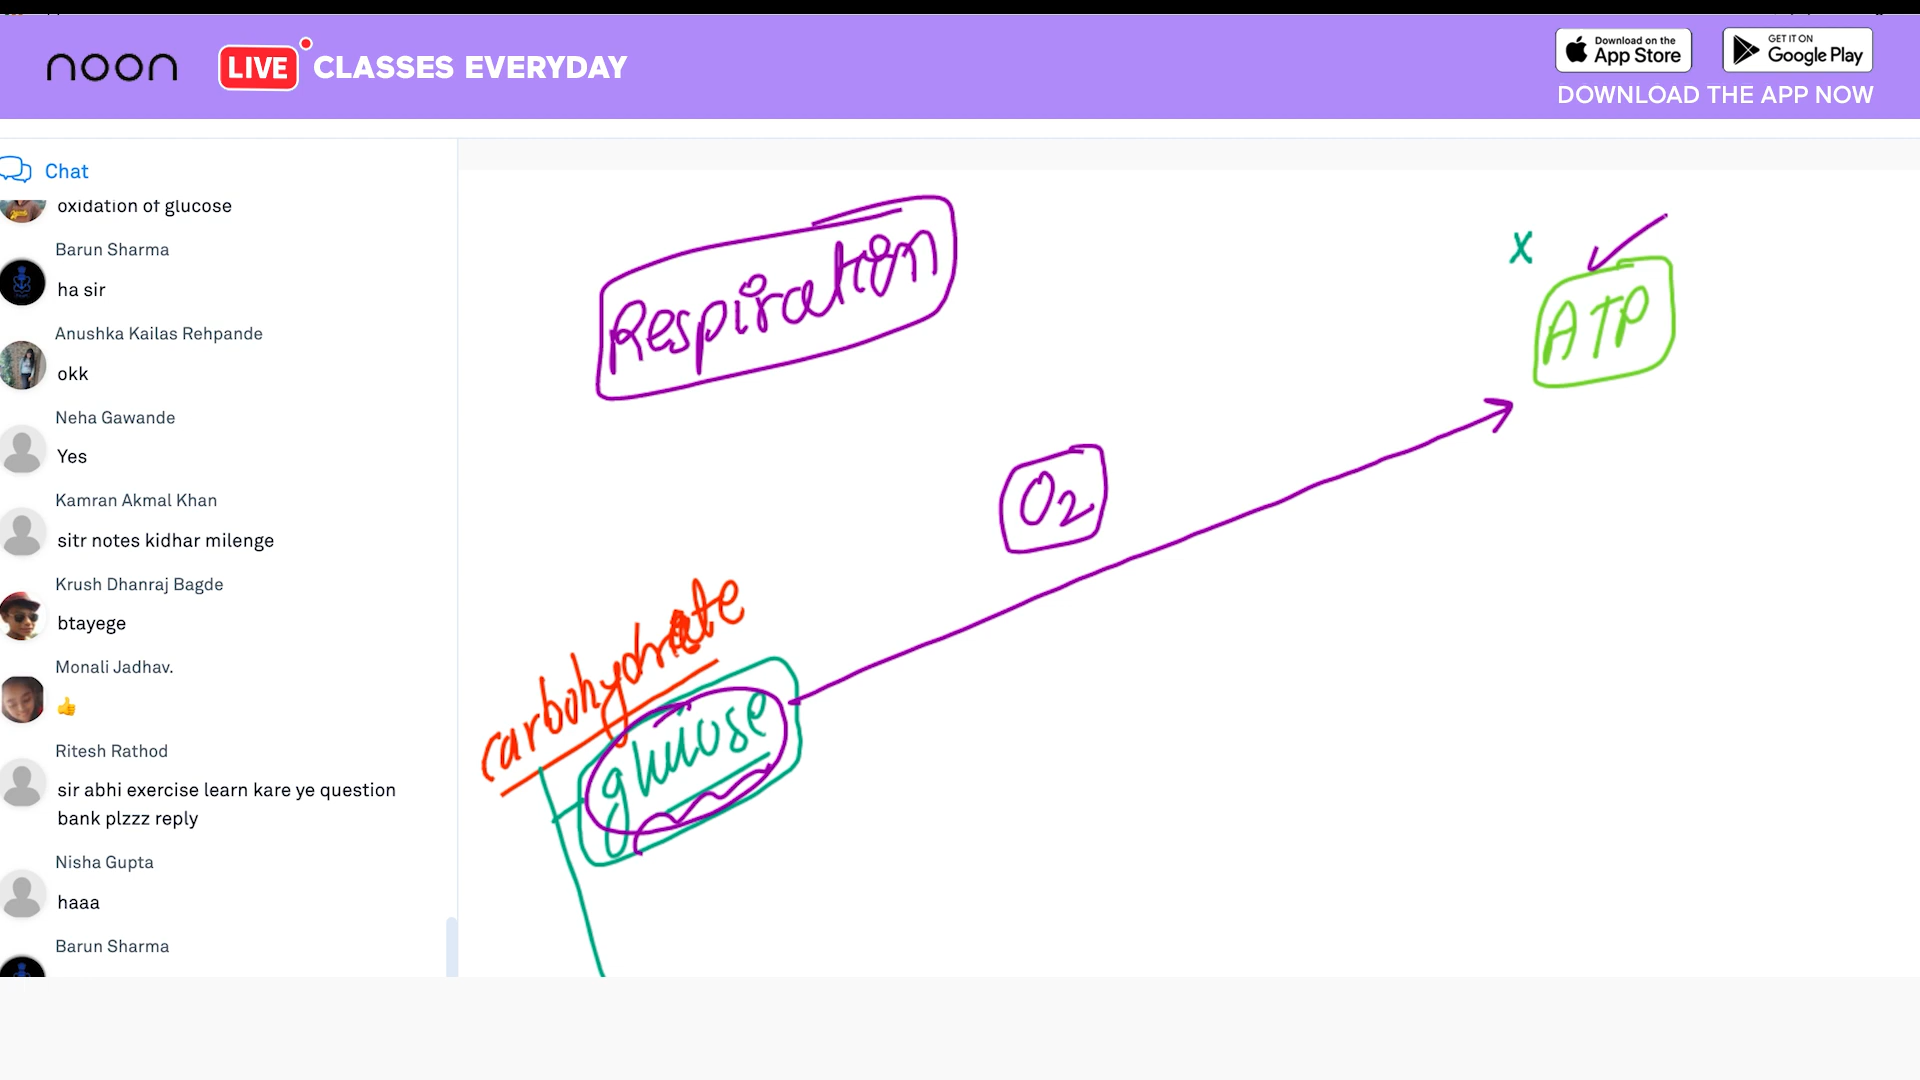 noon LIVE CLASSES EVERYDAY
Download on the
App Store
GET IT ON
Google Play
DOWNLOAD THE APP NOW
Chat
oxidation of glucose
Barun Sharma
ha sir
Anushka Kailas Rehpande
okk
Neha Gawande
Yes
Kamran Akmal Khan
sitr notes kidhar milenge
Krush Dhanraj Bagde
btayege
Monali Jadhav.
👍
Ritesh Rathod
sir abhi exercise learn kare ye question
bank plzzz reply
Nisha Gupta
haaa
Barun Sharma
Respiration
x
ATP
O2
carbohydrate
glucose